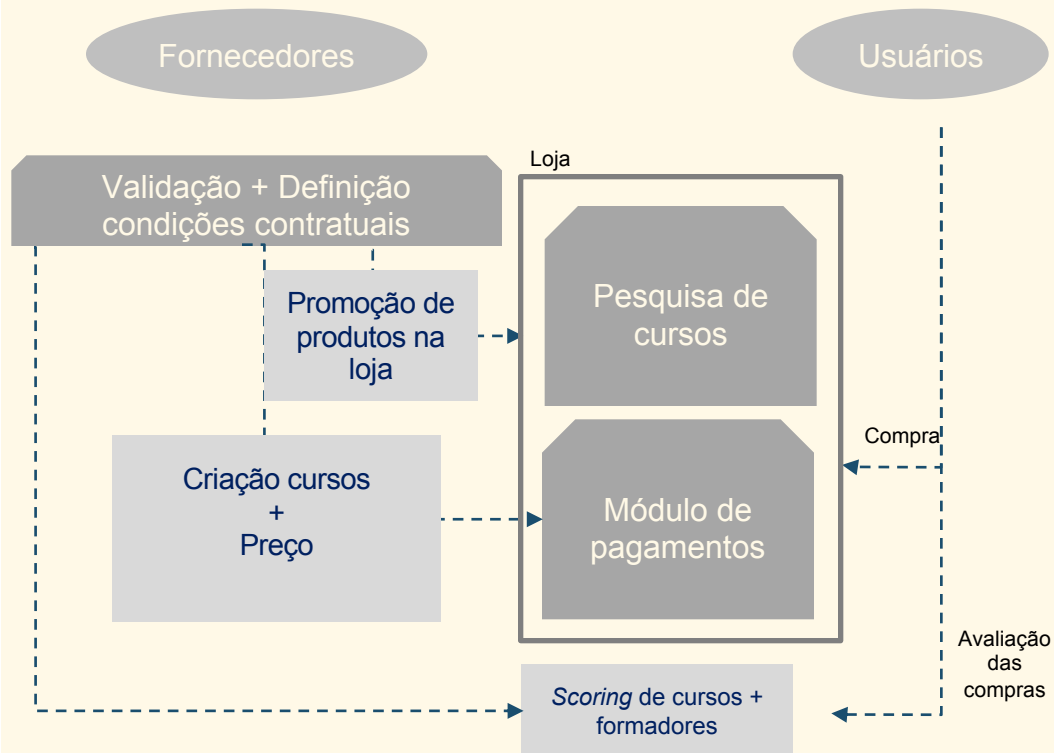 Fornecedores
Usuários
Validação + Definição
condições contratuais
Loja
Promoção de
produtos na
loja
Pesquisa de
cursos
Compra
Criação cursos
+
Preço
Módulo de
pagamentos
Avaliação
das
compras
Scoring de cursos +
formadores